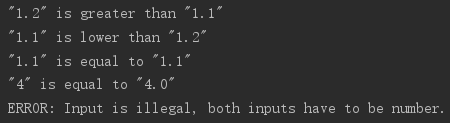 "1.2" is greater than "1.1"
"1.1" is lower than "1.2"
"1.1" is equal to "1.1"
"4" is equal to "4.0"
ERROR: Input is illegal, both inputs have to be number.